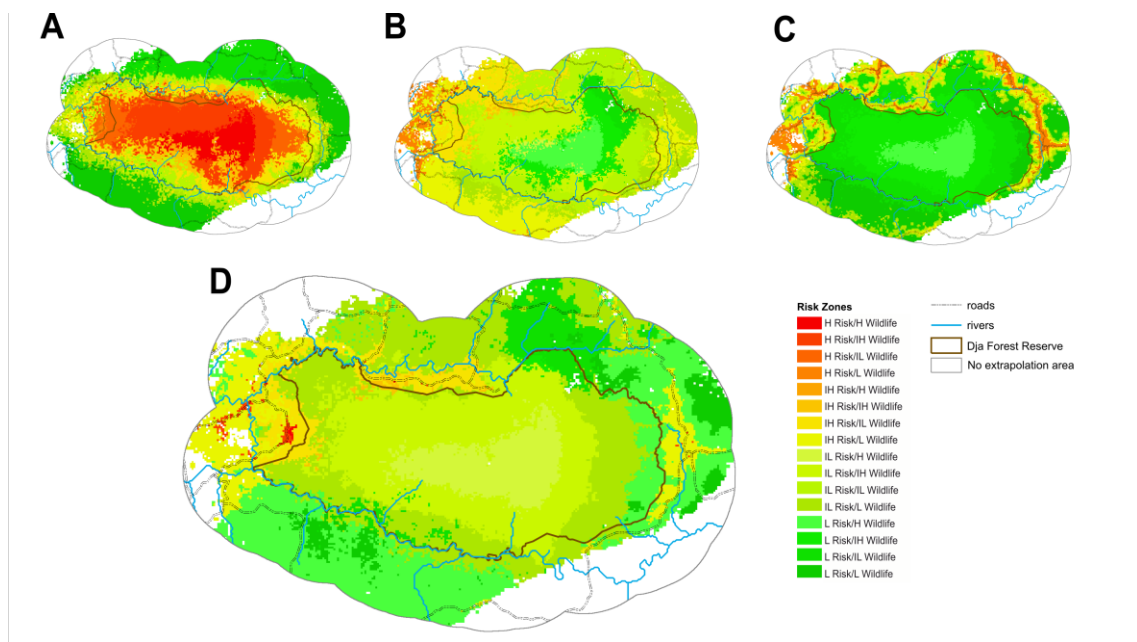 A
B
C
D
Risk Zones
H Risk/H Wildlife
H Risk/IH Wildlife
H Risk/IL Wildlife
H Risk/L Wildlife
IH Risk/H Wildlife
IH Risk/IH Wildlife
IH Risk/IL Wildlife
IH Risk/L Wildlife
IL Risk/H Wildlife
IL Risk/IH Wildlife
IL Risk/IL Wildlife
IL Risk/L Wildlife
L Risk/H Wildlife
L Risk/IH Wildlife
L Risk/IL Wildlife
L Risk/L Wildlife
roads
rivers
Dja Forest Reserve
No extrapolation area